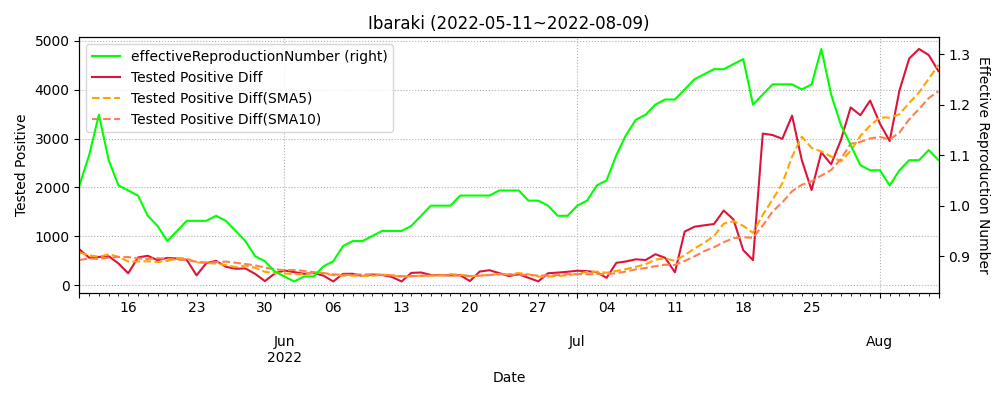 Ibaraki (2022-05-11~2022-08-09)
effectiveReproductionNumber (right)
Tested Positive Diff
Tested Positive Diff(SMA5)
Tested Positive Diff(SMA10)
Tested Positive
5000
4000
3000
2000
1000
0
1.3
1.2
1.1
1.0
0.9
Effective Reproduction Number
16 23 30 06 13 20 27 04 11 18 25
Jun Jul Aug
2022
Date